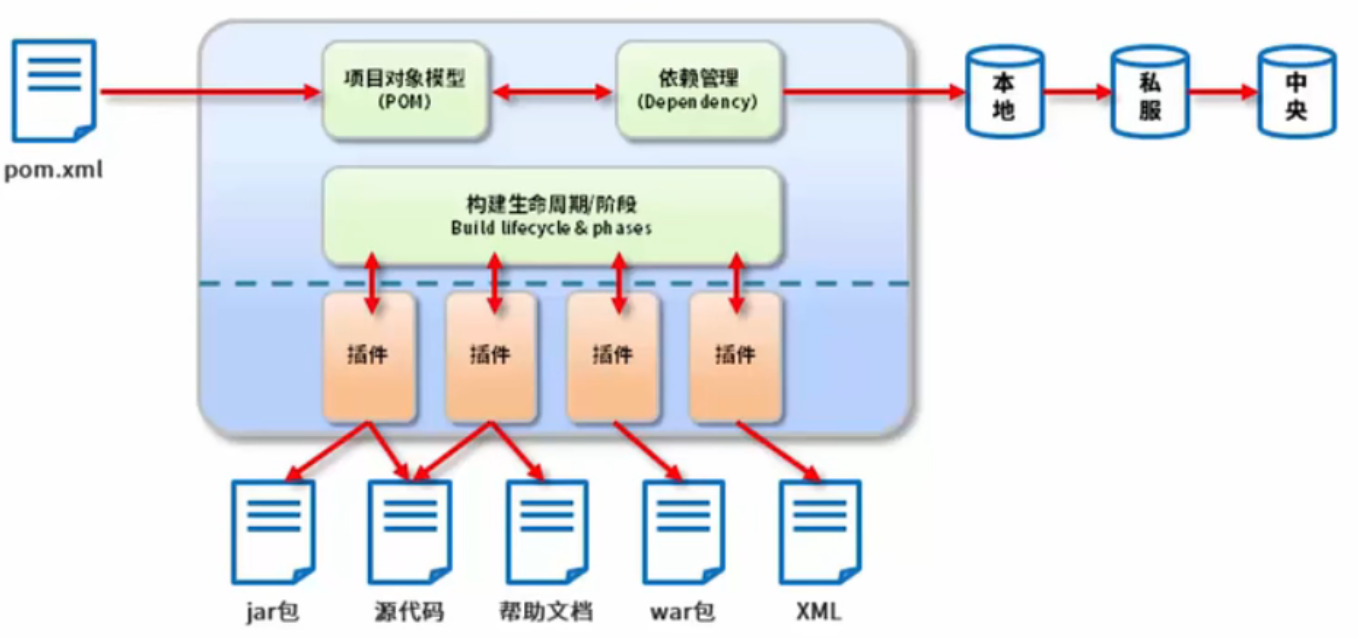 项目对象模型
(POM)
依赖管理
(Dependency)
本
地
私
服
中
央
pom.xml
构建生命周期/阶段
Build lifecycle & phases
插件
插件
插件
插件
jar包
源代码
帮助文档
war包
XML